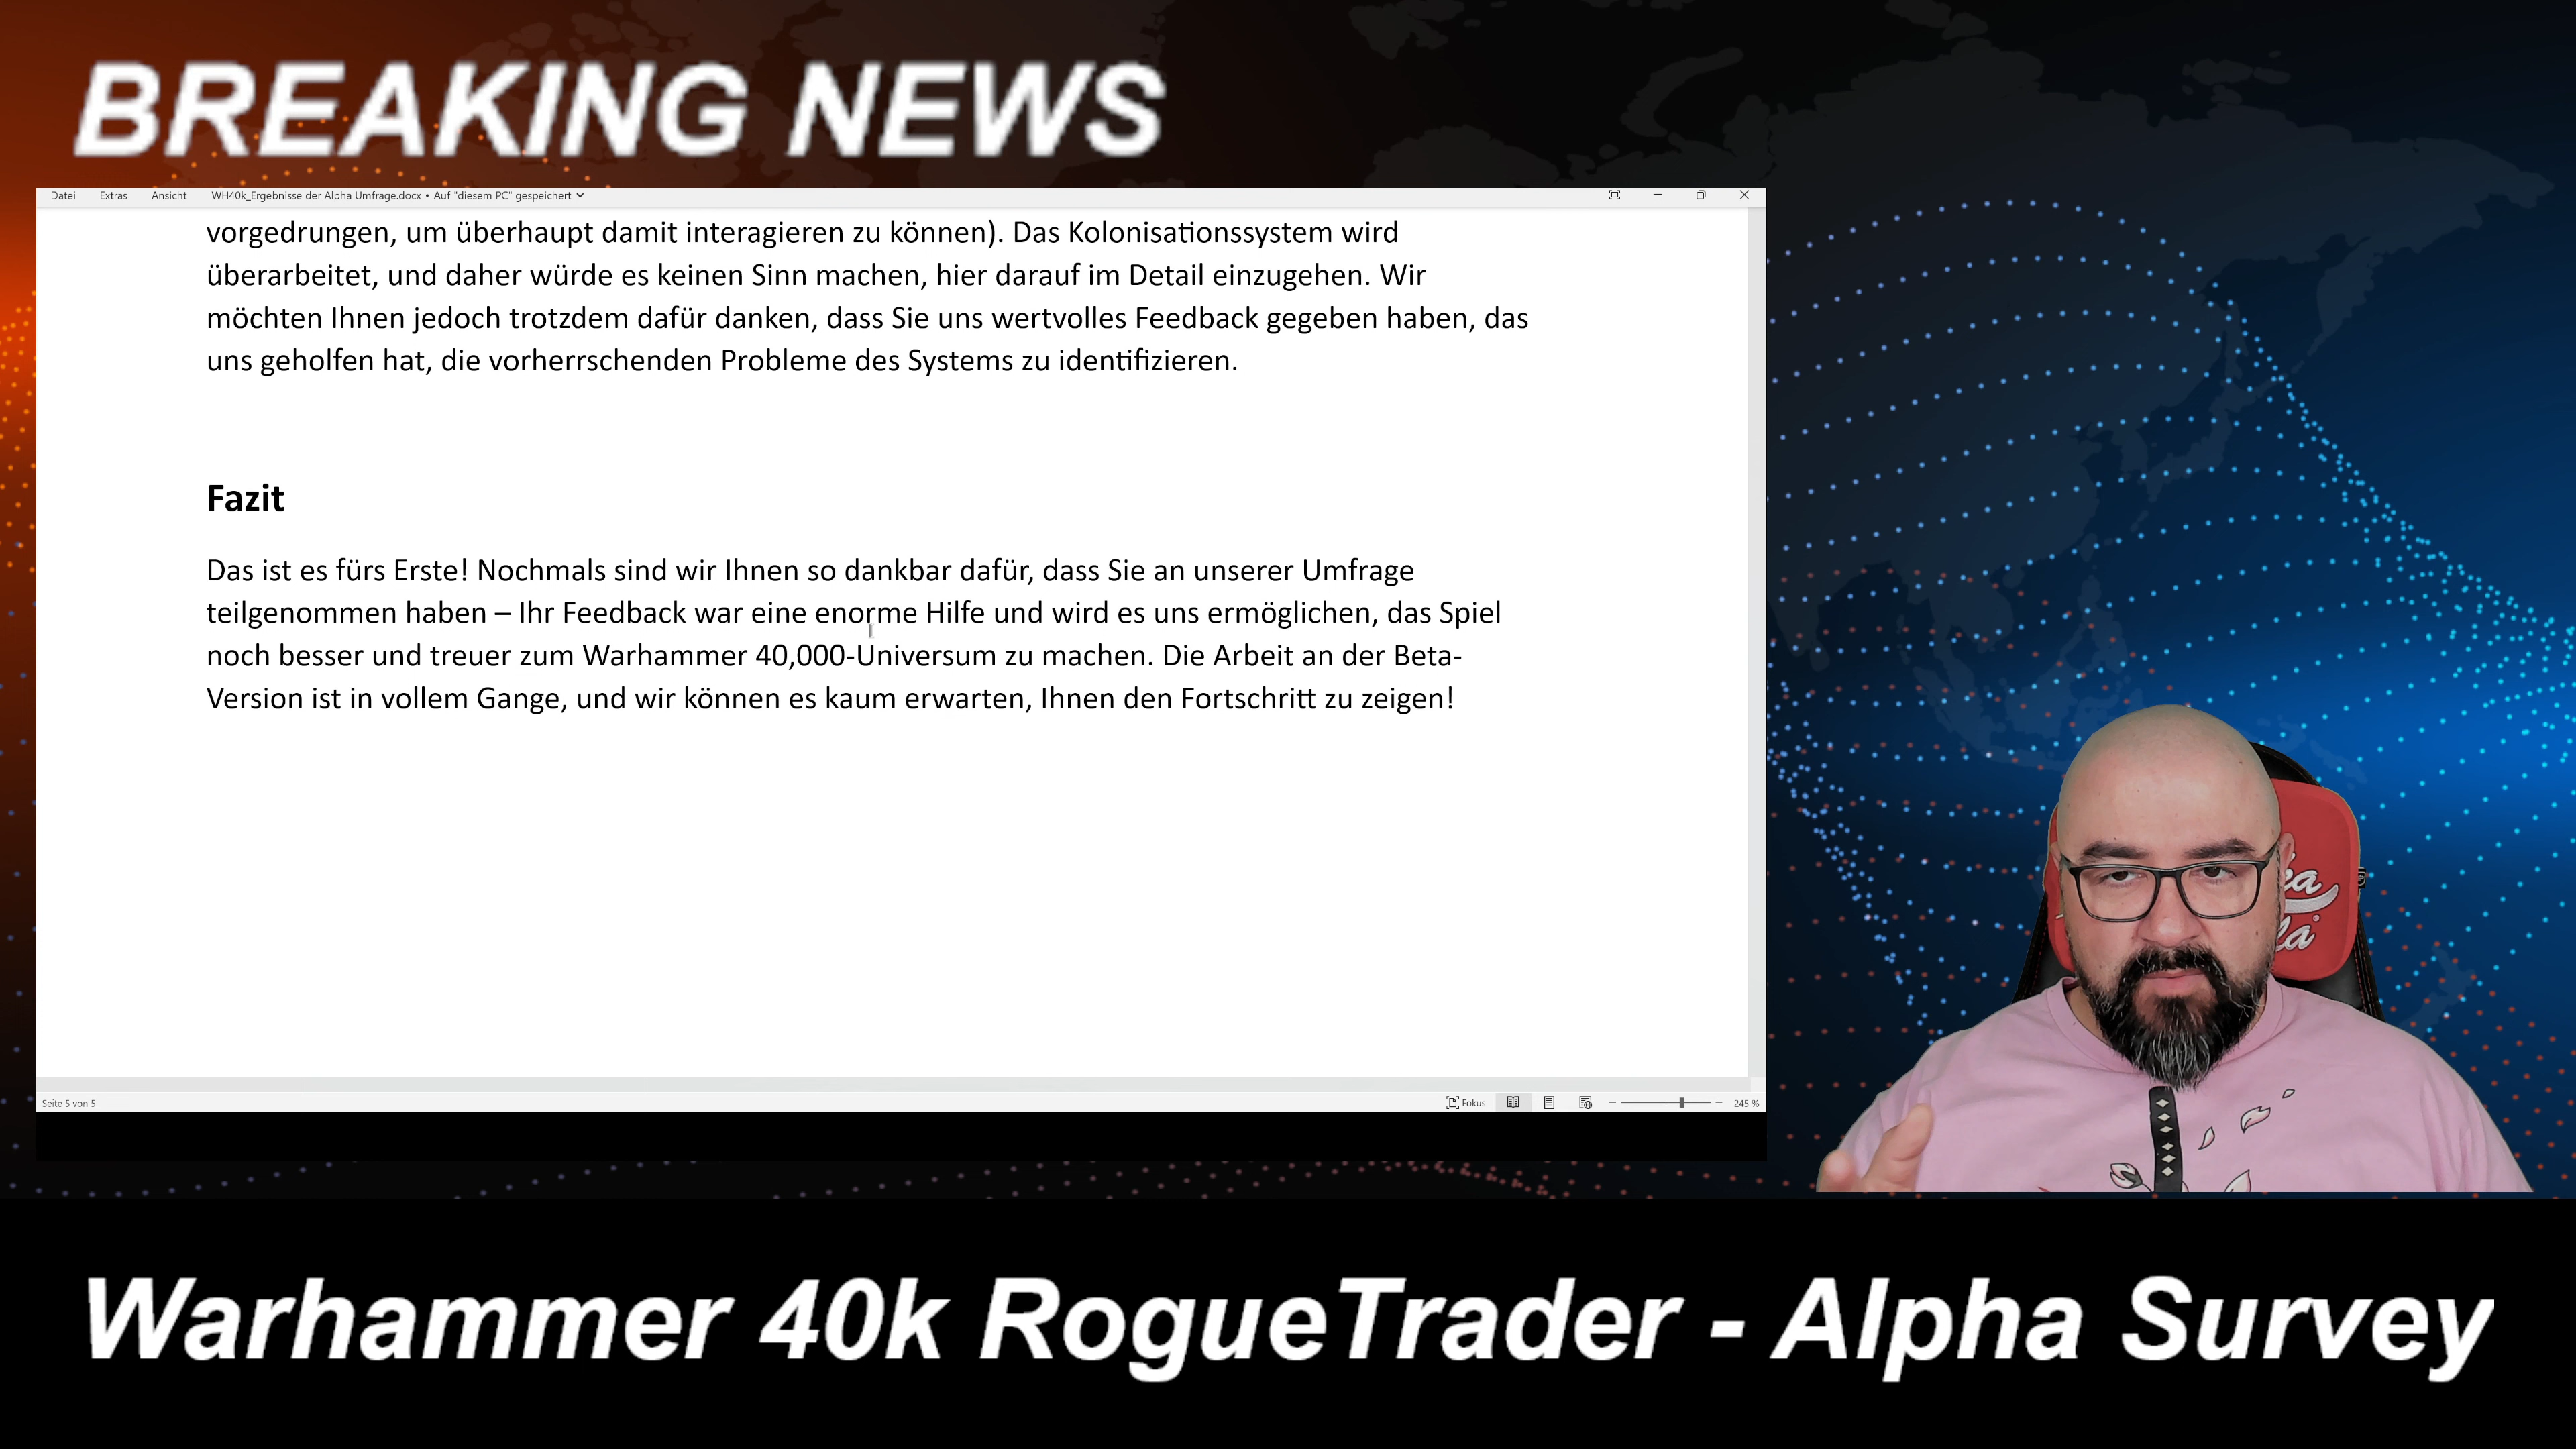 BREAKING NEWS
Datei Extras Ansicht WH40k_Ergebnisse der Alpha Umfrage.docx • Auf "diesem PC" gespeichert
vorgedrungen, um überhaupt damit interagieren zu können). Das Kolonisationssystem wird
überarbeitet, und daher würde es keinen Sinn machen, hier darauf im Detail einzugehen. Wir
möchten Ihnen jedoch trotzdem dafür danken, dass Sie uns wertvolles Feedback gegeben haben, das
uns geholfen hat, die vorherrschenden Probleme des Systems zu identifizieren.
Fazit
Das ist es fürs Erste! Nochmals sind wir Ihnen so dankbar dafür, dass Sie an unserer Umfrage
teilgenommen haben – Ihr Feedback war eine enorme Hilfe und wird es uns ermöglichen, das Spiel
noch besser und treuer zum Warhammer 40,000-Universum zu machen. Die Arbeit an der Beta-
Version ist in vollem Gange, und wir können es kaum erwarten, Ihnen den Fortschritt zu zeigen!
Seite 5 von 5 Fokus 245 %
Warhammer 40k RogueTrader - Alpha Survey